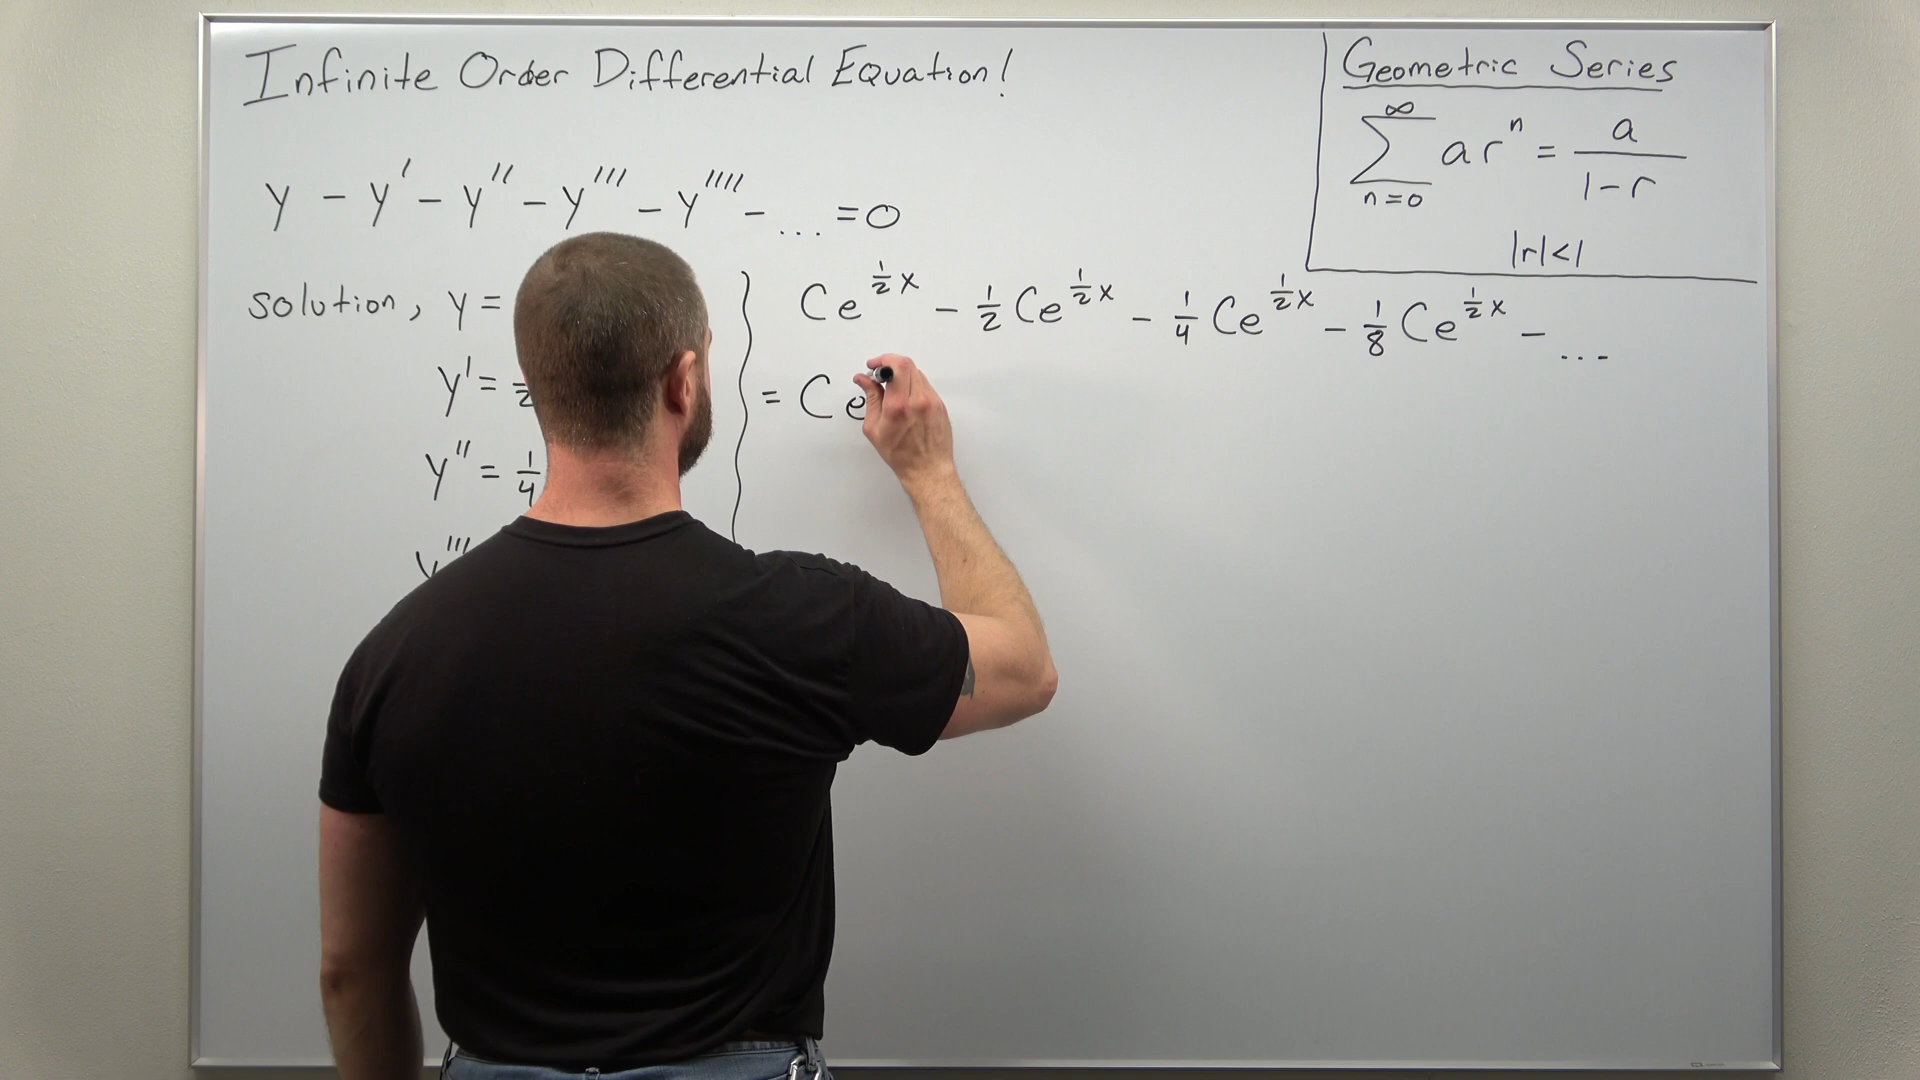 Infinite Order Differential Equation!
y - y' - y'' - y''' - y'''' - ... = 0
solution, y =
y' =
y'' = 1/4
y'''
Ce^{1/2 x} - 1/2 Ce^{1/2 x} - 1/4 Ce^{1/2 x} - 1/8 Ce^{1/2 x} - ...
= Ce
Geometric Series
∑_{n=0}^{∞} ar^n = a/(1-r)
|r|<1